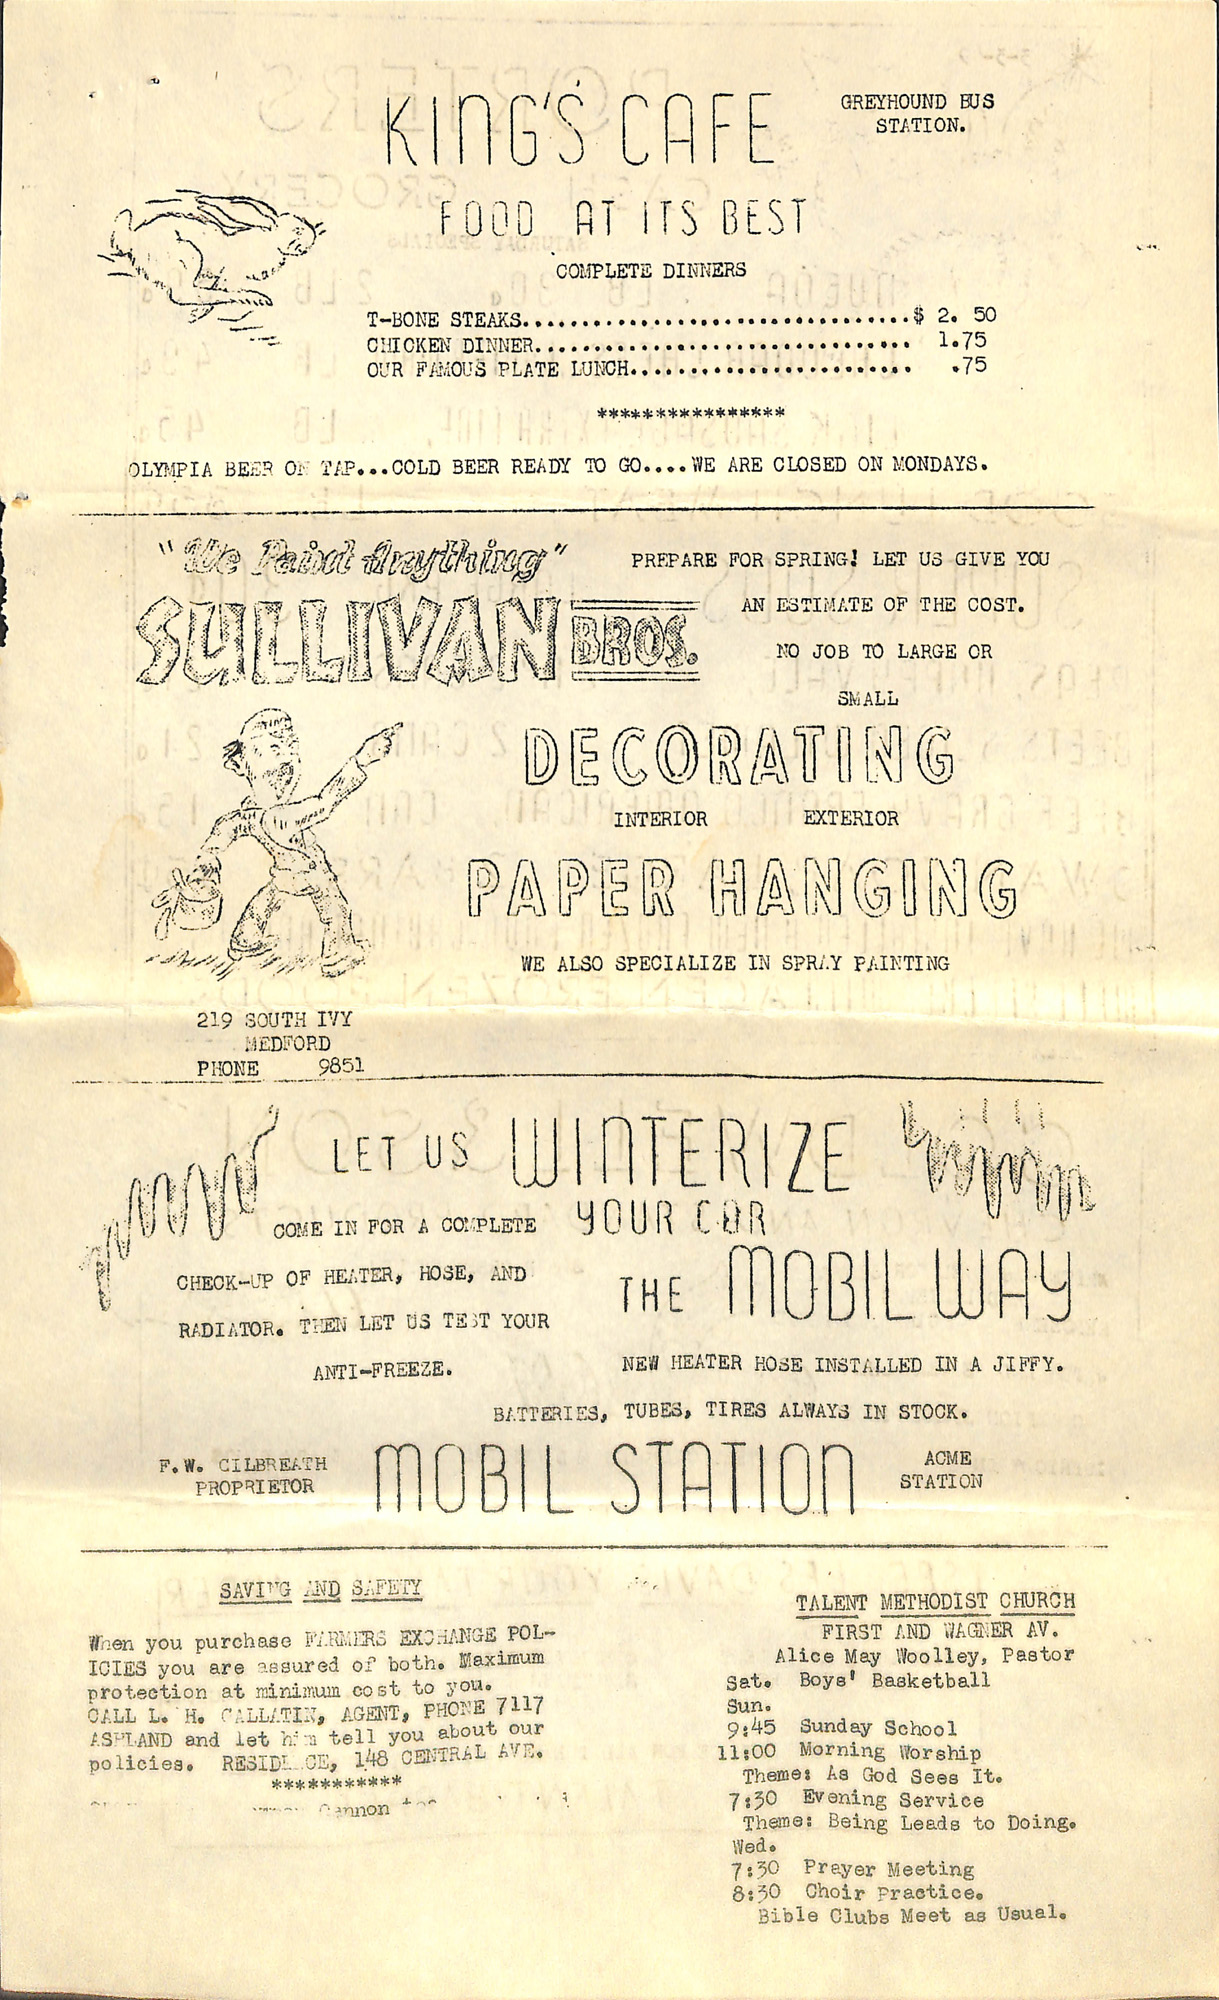 KING'S CAFE
GREYHOUND BUS
STATION.
FOOD AT ITS BEST
COMPLETE DINNERS
T-BONE STEAKS.................................$ 2. 50
CHICKEN DINNER................................ 1.75
OUR FAMOUS PLATE LUNCH........................ .75
****************
OLYMPIA BEER ON TAP...COLD BEER READY TO GO....WE ARE CLOSED ON MONDAYS.
"We Paint Anything"
SULLIVAN BROS.
PREPARE FOR SPRING! LET US GIVE YOU
AN ESTIMATE OF THE COST.
NO JOB TO LARGE OR
SMALL
DECORATING
INTERIOR EXTERIOR
PAPER HANGING
WE ALSO SPECIALIZE IN SPRAY PAINTING
219 SOUTH IVY
MEDFORD
PHONE 9851
LET US WINTERIZE
YOUR CAR
THE MOBIL WAY
COME IN FOR A COMPLETE
CHECK-UP OF HEATER, HOSE, AND
RADIATOR. THEN LET US TEST YOUR
ANTI-FREEZE.
NEW HEATER HOSE INSTALLED IN A JIFFY.
BATTERIES, TUBES, TIRES ALWAYS IN STOCK.
F.W. GILBREATH
PROPRIETOR
MOBIL STATION
ACME
STATION
SAVING AND SAFETY
When you purchase FARMERS EXCHANGE POL-
ICIES you are assured of both. Maximum
protection at minimum cost to you.
CALL L. H. GALLATIN, AGENT, PHONE 7117
ASHLAND and let him tell you about our
policies. RESIDENCE, 148 CENTRAL AVE.
***********
Cannon
TALENT METHODIST CHURCH
FIRST AND WAGNER AV.
Alice May Woolley, Pastor
Sat. Boys' Basketball
Sun.
9:45 Sunday School
11:00 Morning Worship
Theme: As God Sees It.
7:30 Evening Service
Theme: Being Leads to Doing.
Wed.
7:30 Prayer Meeting
8:30 Choir Practice.
Bible Clubs Meet as Usual.